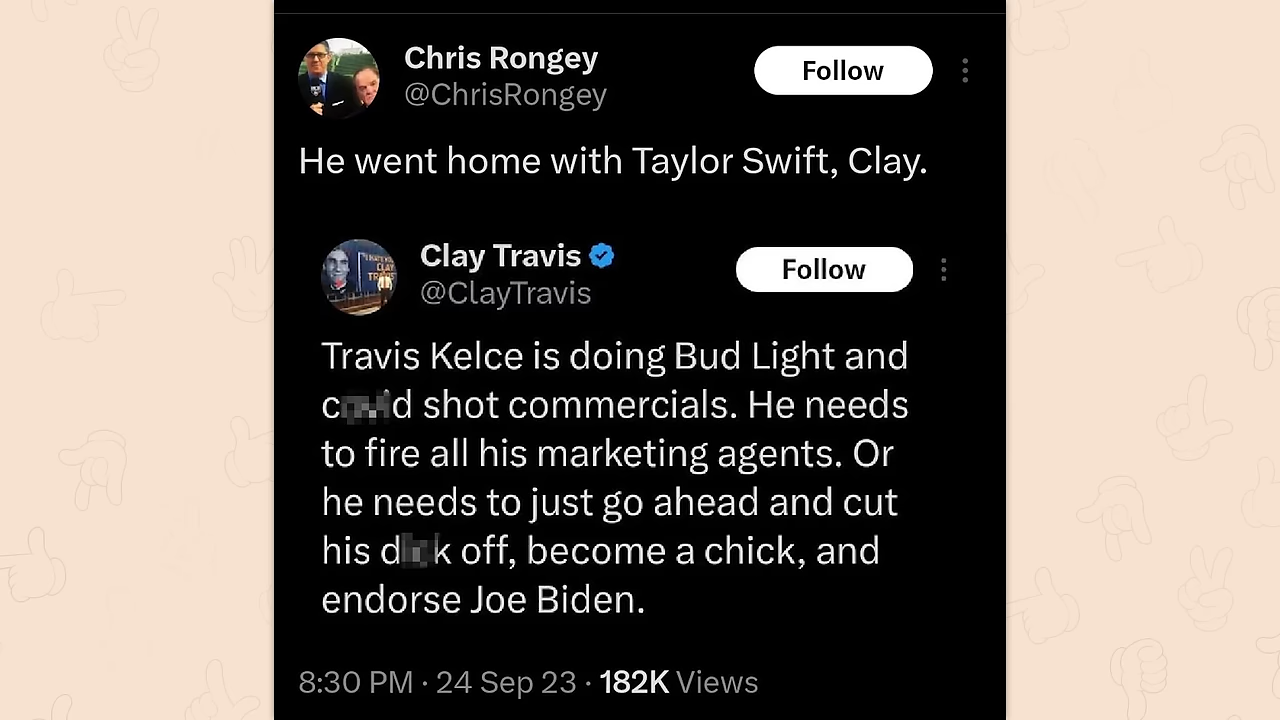 Chris Rongey
Follow
@ChrisRongey
He went home with Taylor Swift, Clay.
Clay Travis
Follow
@ClayTravis
Travis Kelce is doing Bud Light and
c d shot commercials. He needs
to fire all his marketing agents. Or
he needs to just go ahead and cut
his d k off, become a chick, and
endorse Joe Biden.
8:30 PM · 24 Sep 23 · 182K Views